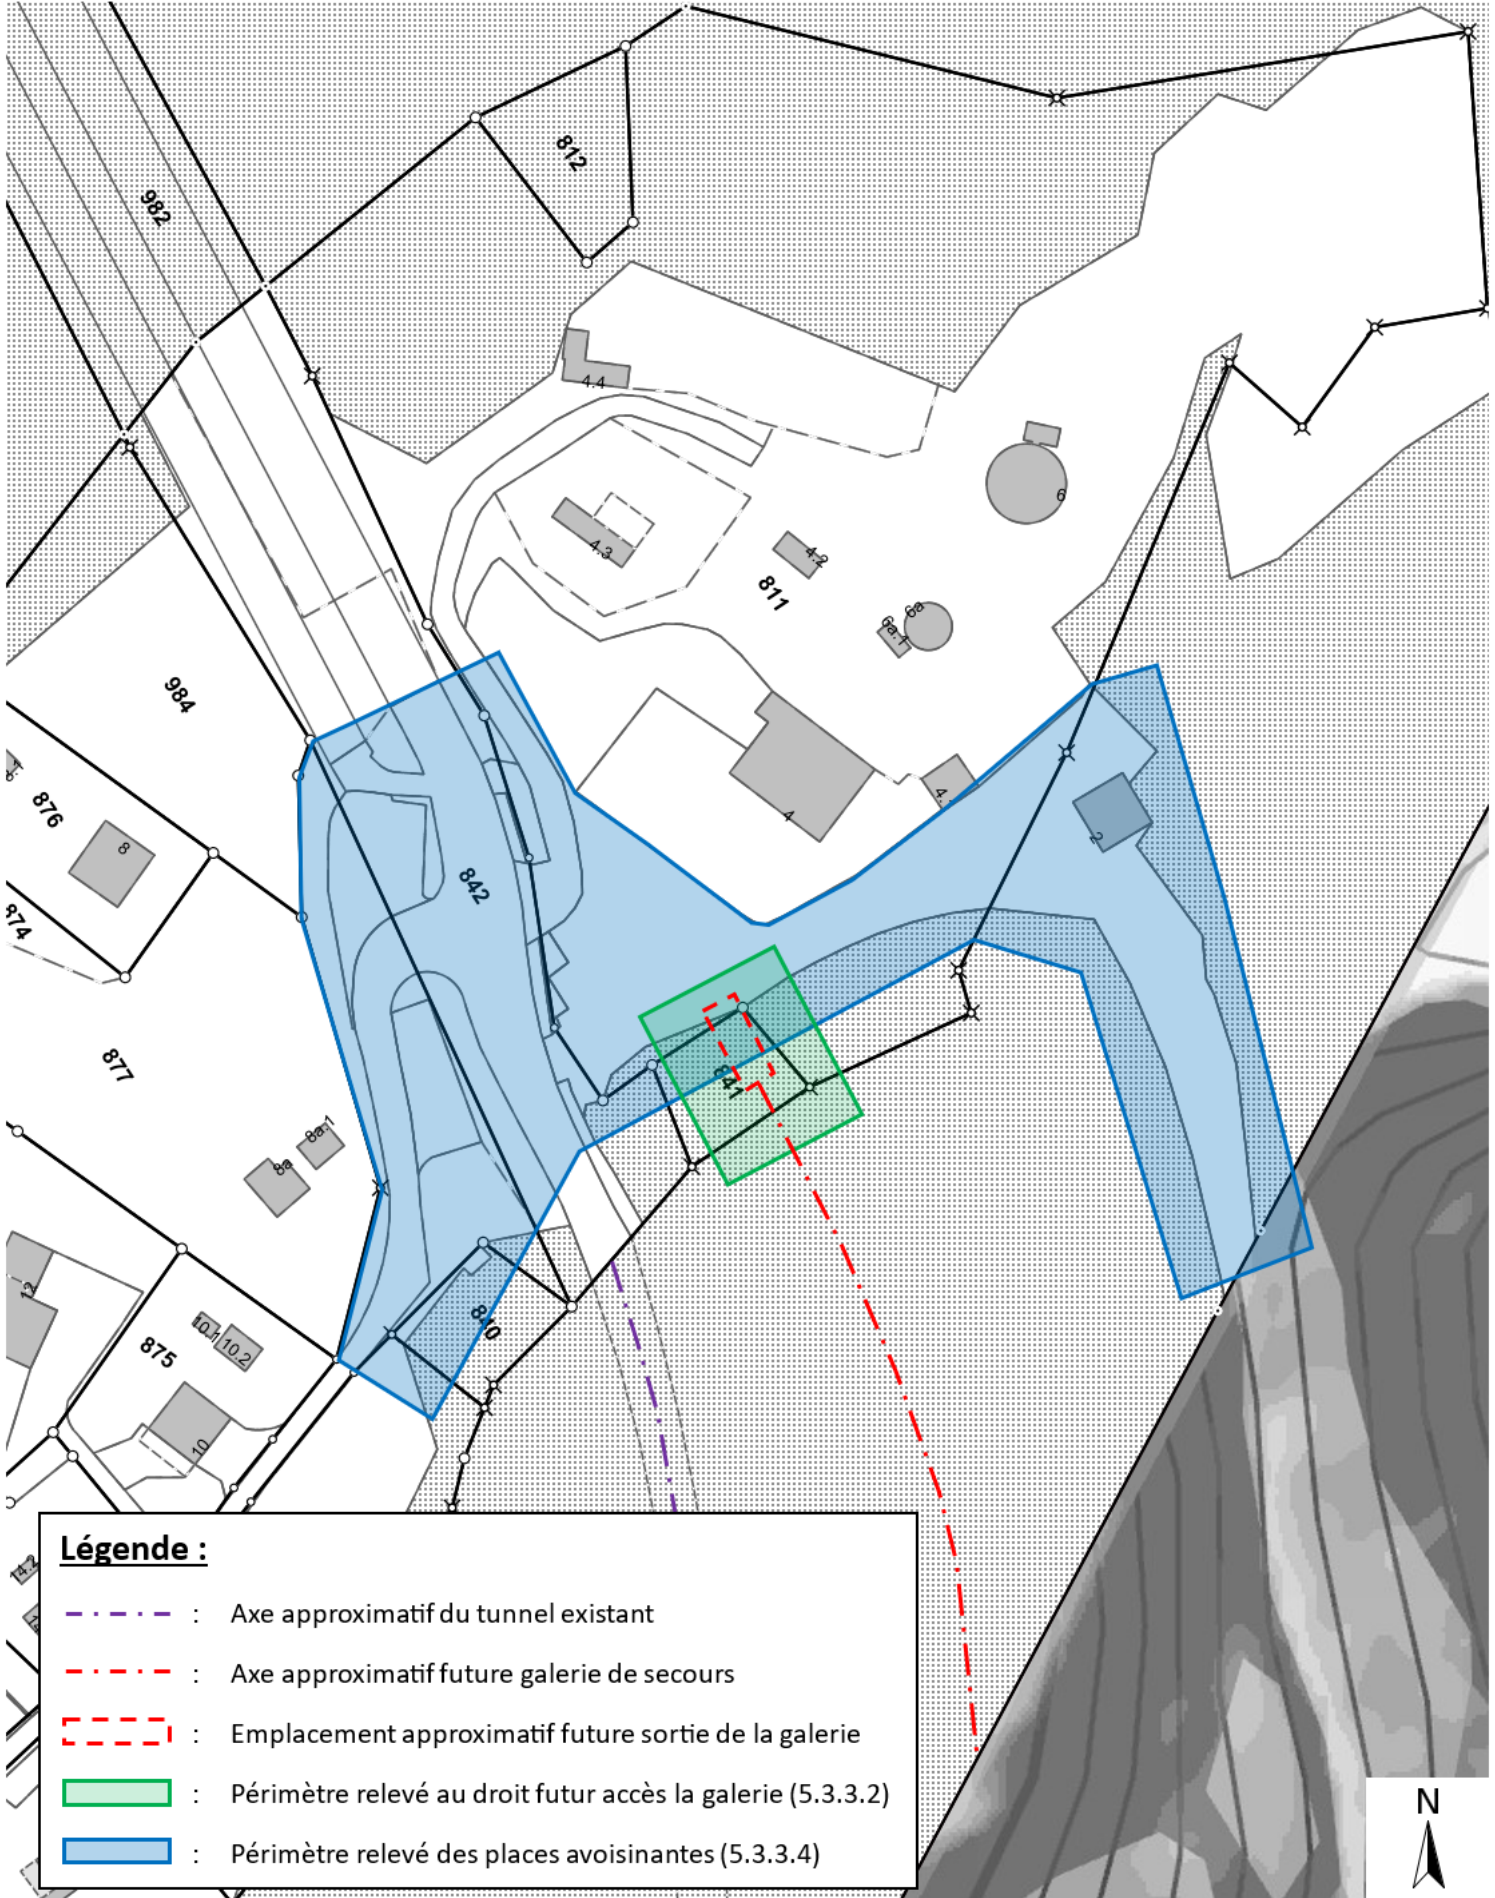 812
982
4.4
6
4.3
4.2
811
6a
6a.1
984
876
8
4
2
842
874
877
841
8a.1
8a
12
840
10.1
10.2
875
10
14.2
Légende :
: Axe approximatif du tunnel existant
: Axe approximatif future galerie de secours
: Emplacement approximatif future sortie de la galerie
: Périmètre relevé au droit futur accès la galerie (5.3.3.2)
: Périmètre relevé des places avoisinantes (5.3.3.4)
N